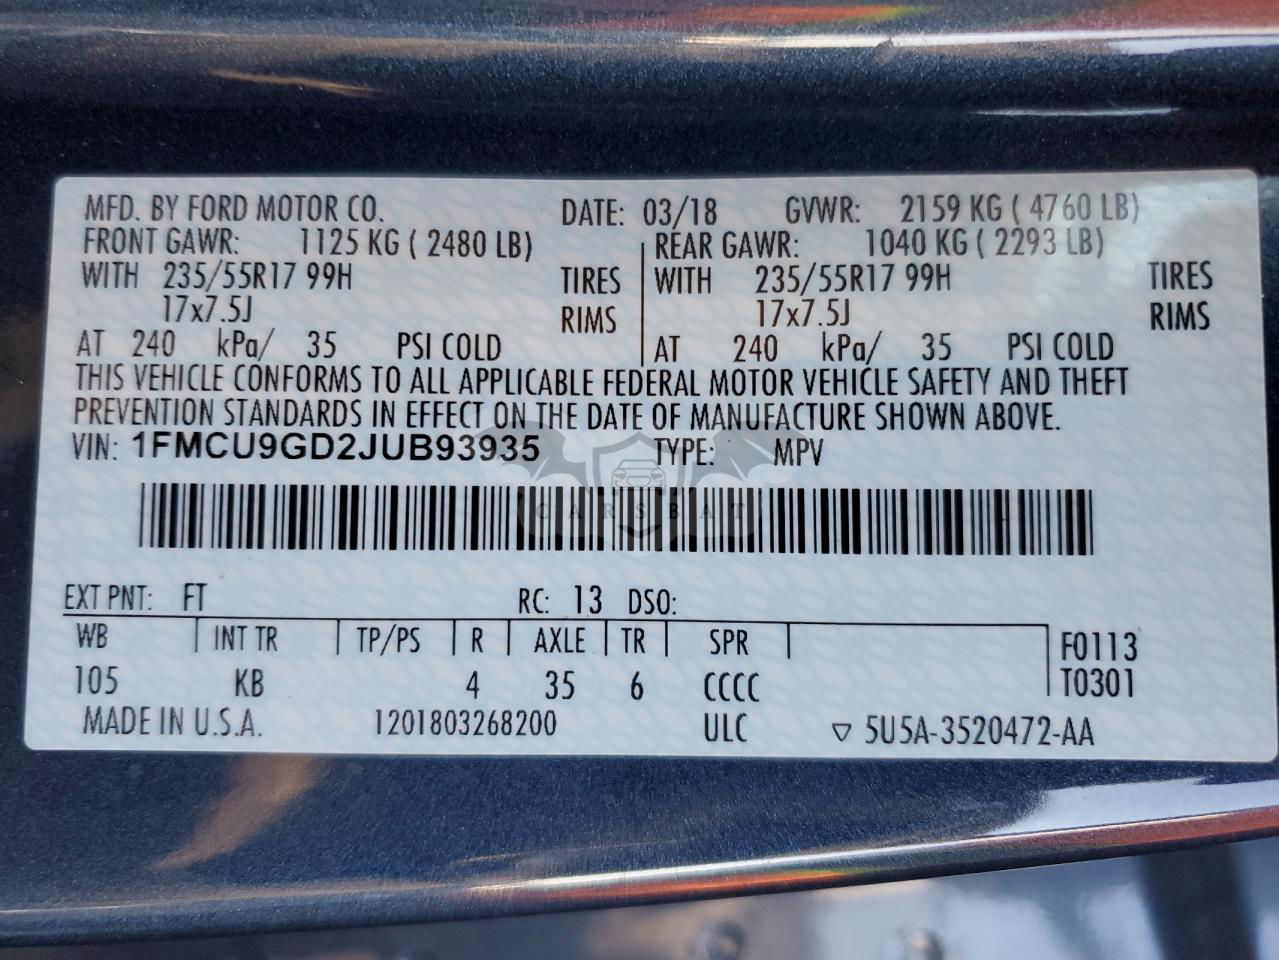 MFD. BY FORD MOTOR CO. DATE: 03/18 GVWR: 2159 KG ( 4760 LB)
FRONT GAWR: 1125 KG ( 2480 LB) REAR GAWR: 1040 KG ( 2293 LB)
WITH 235/55R17 99H TIRES WITH 235/55R17 99H TIRES
17x7.5J RIMS 17x7.5J RIMS
AT 240 kPa/ 35 PSI COLD AT 240 kPa/ 35 PSI COLD
THIS VEHICLE CONFORMS TO ALL APPLICABLE FEDERAL MOTOR VEHICLE SAFETY AND THEFT
PREVENTION STANDARDS IN EFFECT ON THE DATE OF MANUFACTURE SHOWN ABOVE.
VIN: 1FMCU9GD2JUB93935 TYPE: MPV
CARSBAT
EXT PNT: FT RC: 13 DSO:
WB INT TR TP/PS R AXLE TR SPR F0113
105 KB 4 35 6 CCCC T0301
MADE IN U.S.A. 1201803268200 ULC ▽ 5U5A-3520472-AA